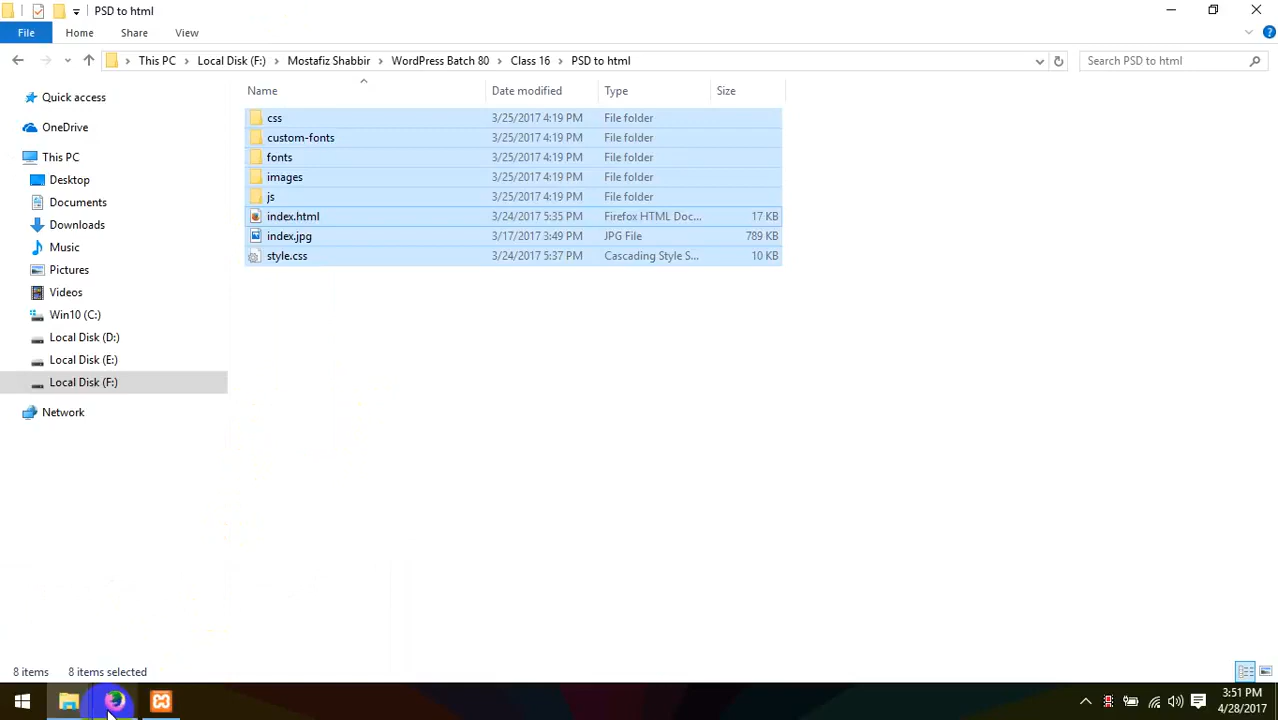 PSD to html
File Home Share View
This PC Local Disk (F:) Mostafiz Shabbir WordPress Batch 80 Class 16 PSD to html Search PSD to html
Name Date modified Type Size
Quick access
OneDrive
This PC
Desktop
Documents
Downloads
Music
Pictures
Videos
Win10 (C:)
Local Disk (D:)
Local Disk (E:)
Local Disk (F:)
Network
css 3/25/2017 4:19 PM File folder
custom-fonts 3/25/2017 4:19 PM File folder
fonts 3/25/2017 4:19 PM File folder
images 3/25/2017 4:19 PM File folder
js 3/25/2017 4:19 PM File folder
index.html 3/24/2017 5:35 PM Firefox HTML Doc... 17 KB
index.jpg 3/17/2017 3:49 PM JPG File 789 KB
style.css 3/24/2017 5:37 PM Cascading Style S... 10 KB
8 items 8 items selected
3:51 PM
4/28/2017